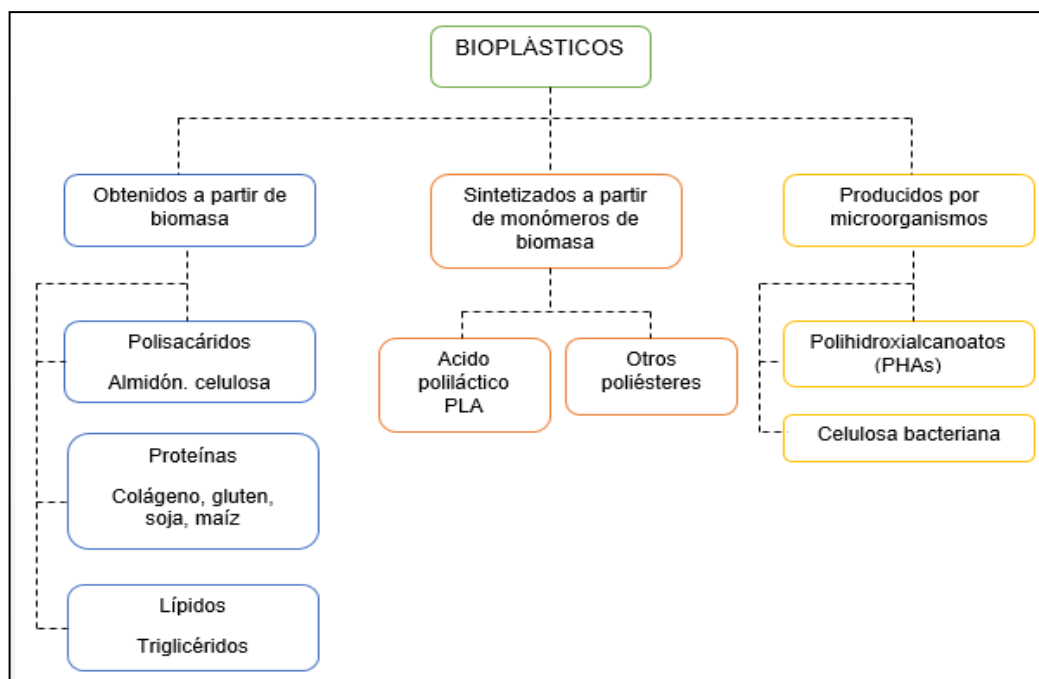 BIOPLÁSTICOS
Obtenidos a partir de
biomasa
Sintetizados a partir
de monómeros de
biomasa
Producidos por
microorganismos
Polisacáridos
Almidón. celulosa
Acido
poliláctico
PLA
Otros
poliésteres
Polihidroxialcanoatos
(PHAs)
Celulosa bacteriana
Proteínas
Colágeno, gluten,
soja, maíz
Lípidos
Triglicéridos